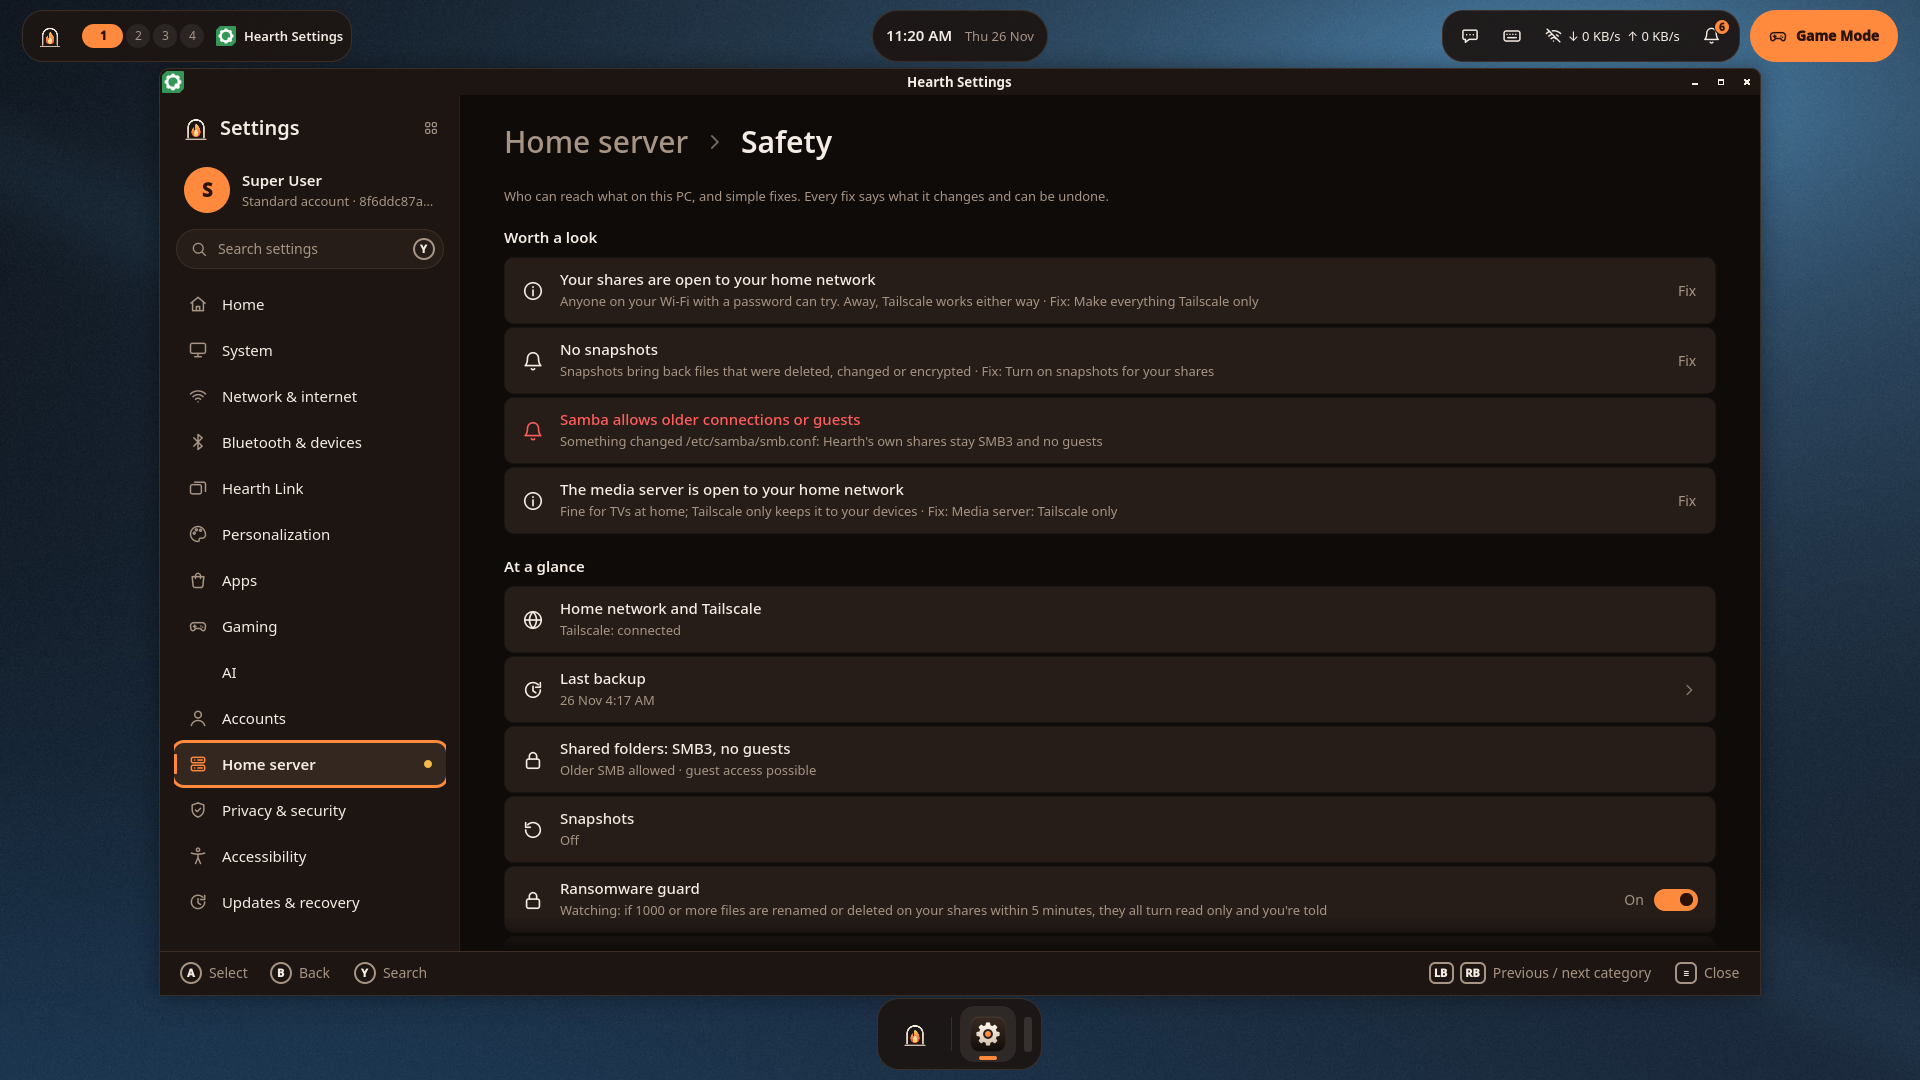 1 2 3 4 Hearth Settings
11:20 AM Thu 26 Nov
↓ 0 KB/s ↑ 0 KB/s
6
Game Mode
Hearth Settings
Settings
S
Super User
Standard account · 8f6ddc87a...
Search settings
Y
Home
System
Network & internet
Bluetooth & devices
Hearth Link
Personalization
Apps
Gaming
AI
Accounts
Home server
Privacy & security
Accessibility
Updates & recovery
Home server > Safety
Who can reach what on this PC, and simple fixes. Every fix says what it changes and can be undone.
Worth a look
Your shares are open to your home network
Anyone on your Wi-Fi with a password can try. Away, Tailscale works either way · Fix: Make everything Tailscale only
Fix
No snapshots
Snapshots bring back files that were deleted, changed or encrypted · Fix: Turn on snapshots for your shares
Fix
Samba allows older connections or guests
Something changed /etc/samba/smb.conf: Hearth's own shares stay SMB3 and no guests
The media server is open to your home network
Fine for TVs at home; Tailscale only keeps it to your devices · Fix: Media server: Tailscale only
Fix
At a glance
Home network and Tailscale
Tailscale: connected
Last backup
26 Nov 4:17 AM
Shared folders: SMB3, no guests
Older SMB allowed · guest access possible
Snapshots
Off
Ransomware guard
Watching: if 1000 or more files are renamed or deleted on your shares within 5 minutes, they all turn read only and you're told
On
A Select B Back Y Search
LB RB Previous / next category ≡ Close